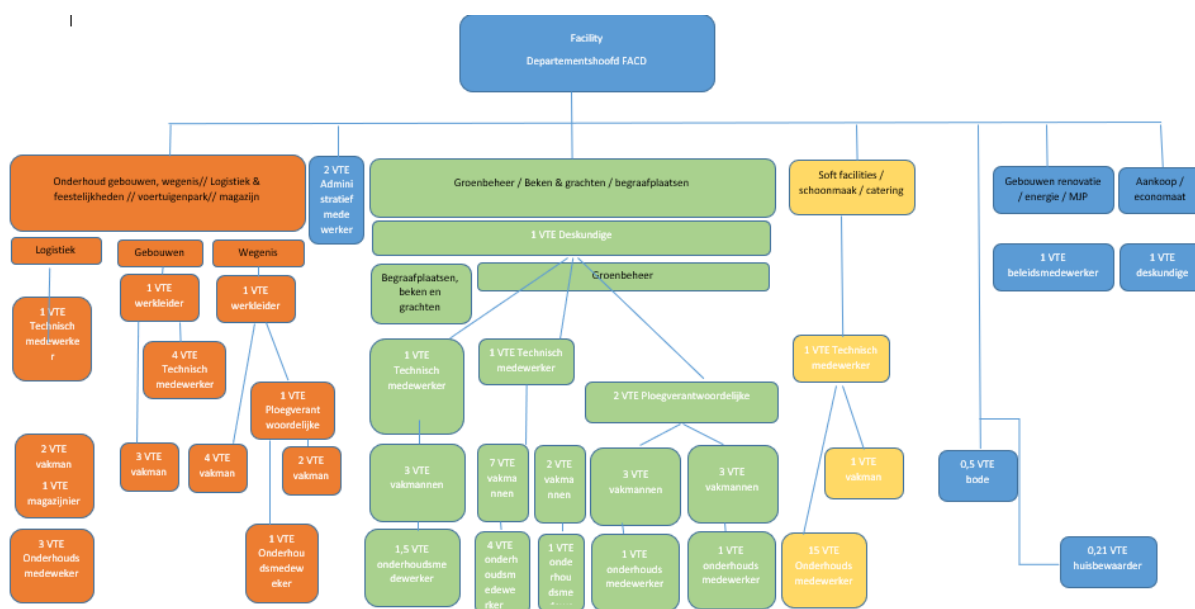 Facility
Departementshoofd FACD
Onderhoud gebouwen, wegenis// Logistiek &
feestelijkheden // voertuigenpark// magazijn
2 VTE
Admini
stratief
mede
werker
Groenbeheer / Beken & grachten / begraafplaatsen
Soft facilities /
schoonmaak / catering
Gebouwen renovatie
/ energie / MJP
Aankoop /
economaat
1 VTE Deskundige
Logistiek
Gebouwen
Wegenis
Begraafplaatsen,
beken en
grachten
Groenbeheer
1 VTE
beleidsmedewerker
1 VTE
deskundige
1 VTE
werkleider
1 VTE
werkleider
1 VTE
Technisch
medewerke
r
4 VTE
Technisch
medewerker
1 VTE
Technisch
medewerker
1 VTE Technisch
medewerker
1 VTE Technisch
medewerker
1 VTE
Ploegverant
woordelijke
2 VTE Ploegverantwoordelijke
2 VTE
vakman
1 VTE
magazijnier
3 VTE
vakman
4 VTE
vakman
2 VTE
vakman
3 VTE
vakmannen
7 VTE
vakma
nnen
2 VTE
vakma
nnen
3 VTE
vakmannen
3 VTE
vakmannen
1 VTE
vakman
0,5 VTE
bode
3 VTE
Onderhouds
medeweker
1 VTE
Onderhou
dsmedew
eker
1,5 VTE
onderhoudsme
dewerker
4 VTE
onderh
oudsm
edewe
rker
1 VTE
onder
hou
dsme
1 VTE
onderhouds
medewerker
1 VTE
onderhouds
medewerker
15 VTE
Onderhouds
medewerker
0,21 VTE
huisbewaarder